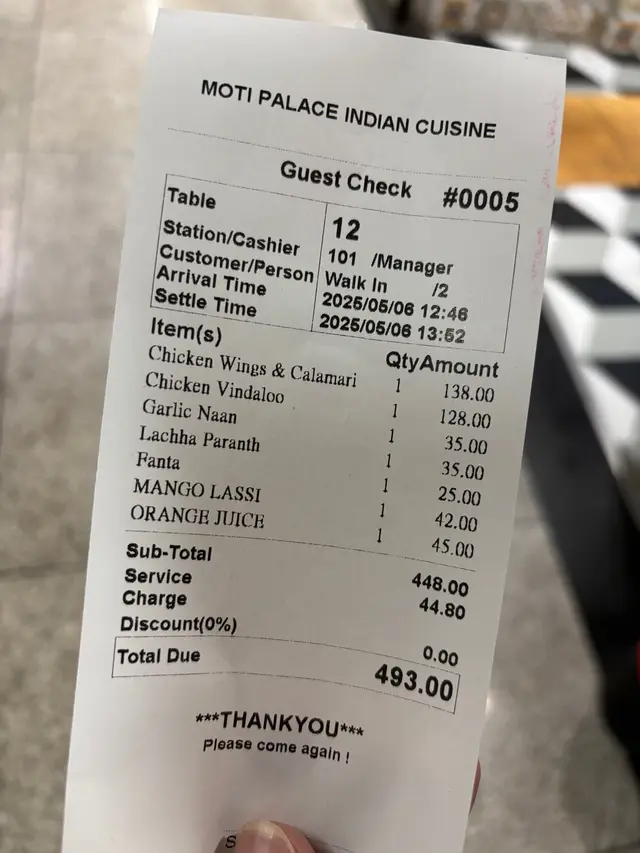 MOTI PALACE INDIAN CUISINE
Guest Check #0005
Table 12
Station/Cashier 101 /Manager
Customer/Person Walk In /2
Arrival Time 2025/05/06 12:46
Settle Time 2025/05/06 13:52
Item(s) Qty Amount
Chicken Wings & Calamari 1 138.00
Chicken Vindaloo 1 128.00
Garlic Naan 1 35.00
Lachha Paranth 1 35.00
Fanta 1 25.00
MANGO LASSI 1 42.00
ORANGE JUICE 1 45.00
Sub-Total 448.00
Service Charge 44.80
Discount(0%) 0.00
Total Due 493.00
***THANKYOU***
Please come again !
S